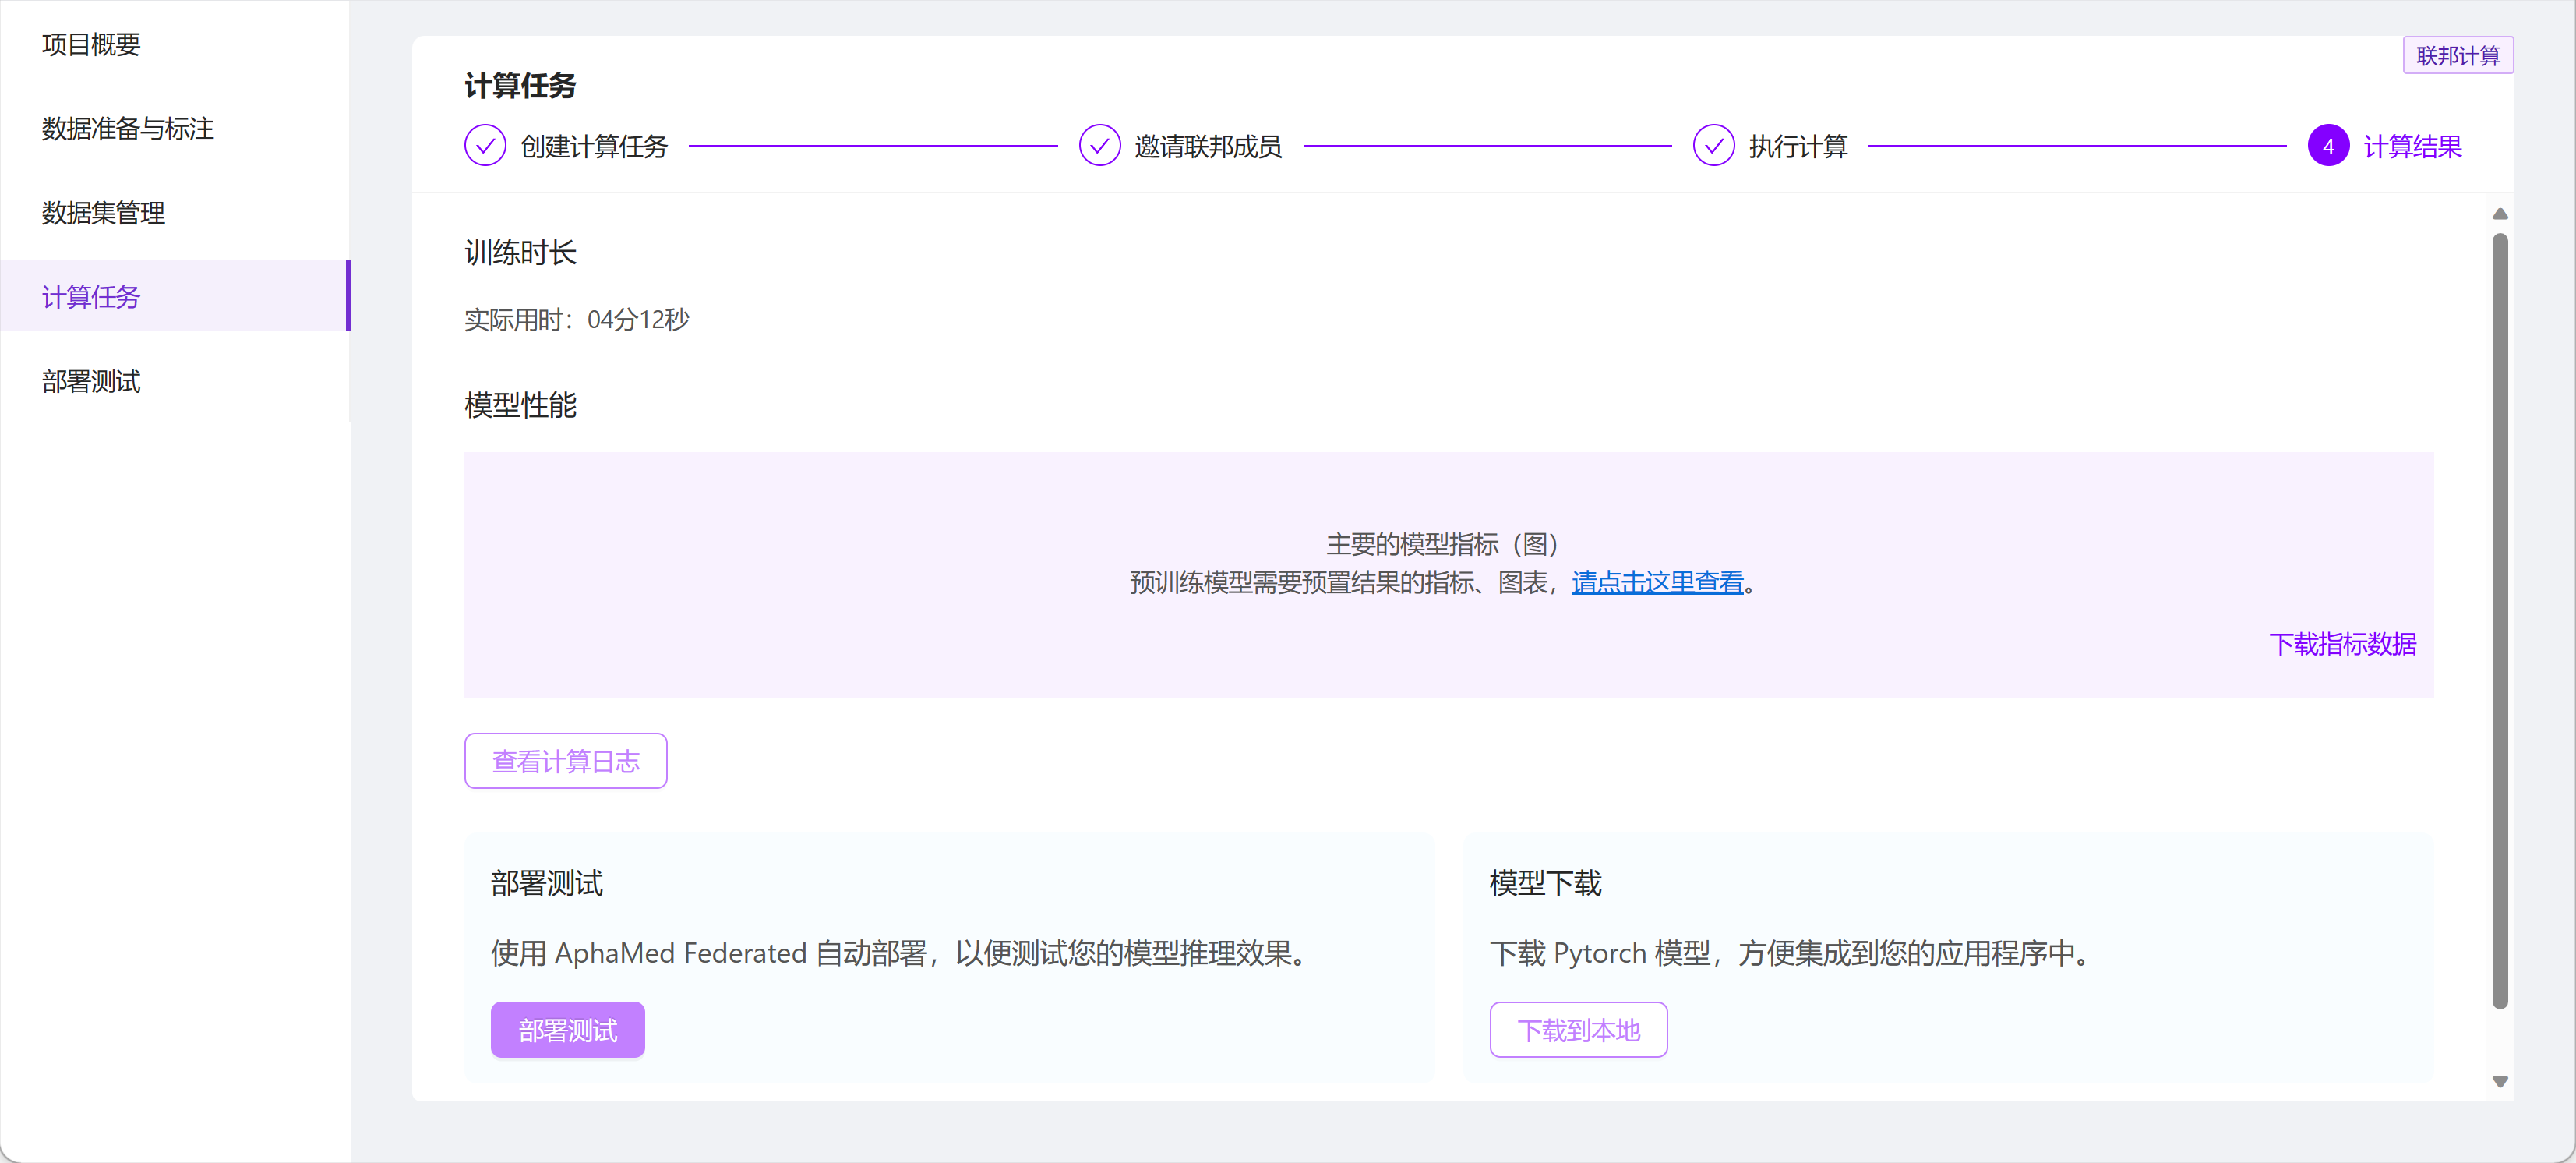 项目概要
数据准备与标注
数据集管理
计算任务
部署测试
联邦计算
计算任务
创建计算任务
邀请联邦成员
执行计算
4 计算结果
训练时长
实际用时：04分12秒
模型性能
主要的模型指标（图）
预训练模型需要预置结果的指标、图表，请点击这里查看。
下载指标数据
查看计算日志
部署测试
使用 AphaMed Federated 自动部署，以便测试您的模型推理效果。
部署测试
模型下载
下载 Pytorch 模型，方便集成到您的应用程序中。
下载到本地